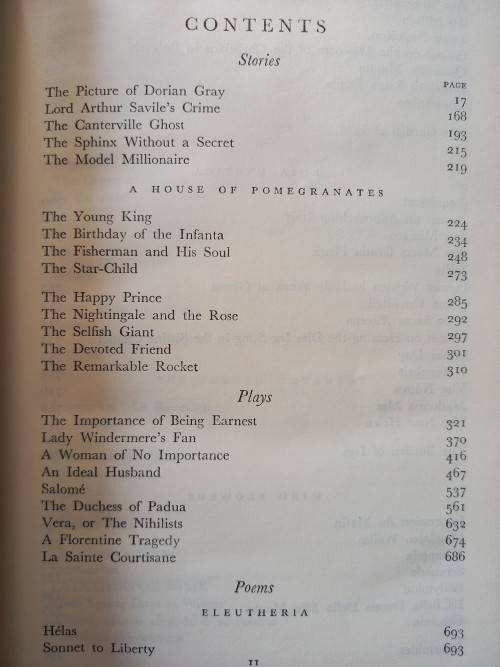 CONTENTS
Stories
PAGE
The Picture of Dorian Gray 17
Lord Arthur Savile's Crime 168
The Canterville Ghost 193
The Sphinx Without a Secret 215
The Model Millionaire 219
A HOUSE OF POMEGRANATES
The Young King 224
The Birthday of the Infanta 234
The Fisherman and His Soul 248
The Star-Child 273
The Happy Prince 285
The Nightingale and the Rose 292
The Selfish Giant 297
The Devoted Friend 301
The Remarkable Rocket 310
Plays
The Importance of Being Earnest 321
Lady Windermere's Fan 370
A Woman of No Importance 416
An Ideal Husband 467
Salomé 537
The Duchess of Padua 561
Vera, or The Nihilists 632
A Florentine Tragedy 674
La Sainte Courtisane 686
Poems
ELEUTHERIA
Hélas 693
Sonnet to Liberty 693
11